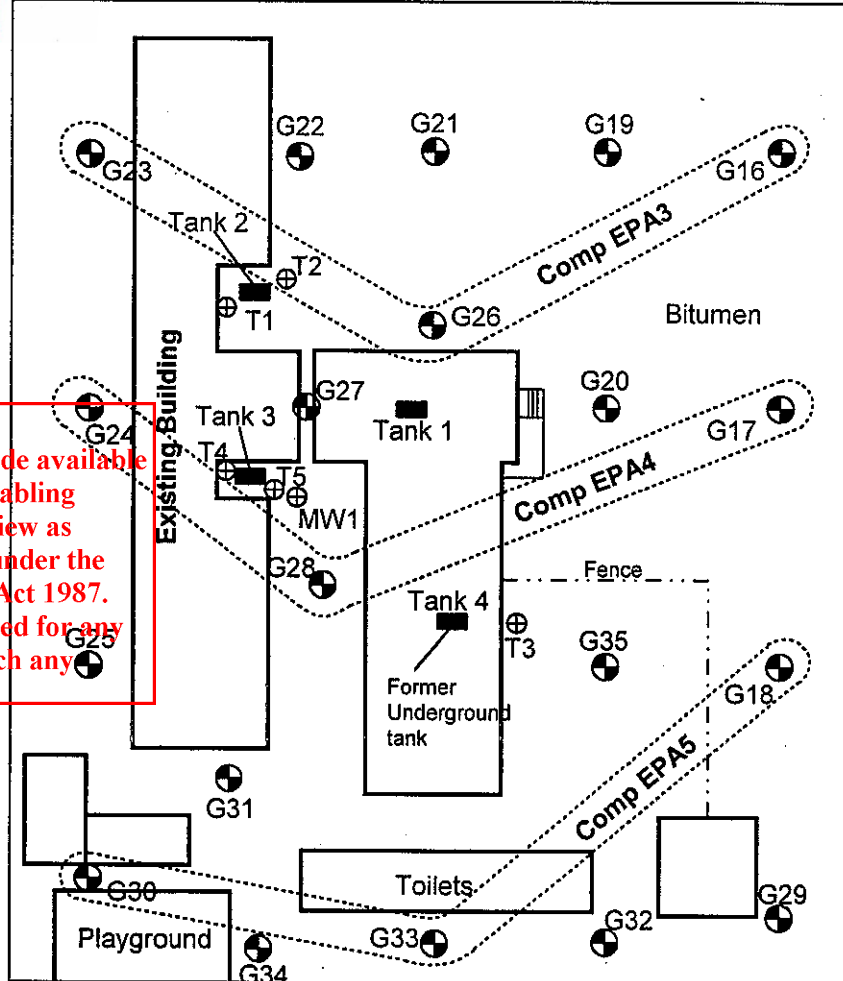 G22
G21
G19
G23
G16
Tank 2
T2
Comp EPA3
T1
G26
Bitumen
Existing Building
G27
G20
G24
Tank 3
Tank 1
G17
de available
T4
abling
T5
Comp EPA4
iew as
MW1
under the
G28
Fence
Act 1987.
Tank 4
ed for any
G25
T3
G35
ch any
G18
Former
Underground
tank
Comp EPA5
G31
G30
Toilets
G29
Playground
G33
G32
G34